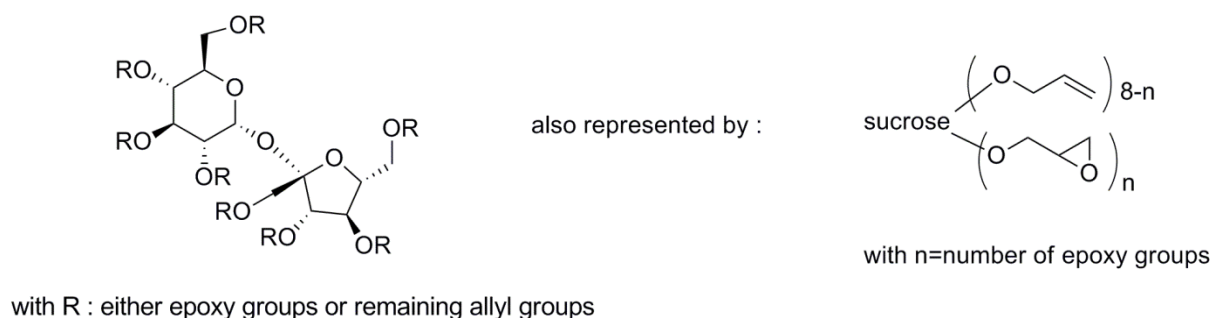 OR
RO
O
RO
RO
O
OR
OR
O
RO
RO
OR
also represented by :
sucrose
O
8-n
O
O
n
with n=number of epoxy groups
with R : either epoxy groups or remaining allyl groups